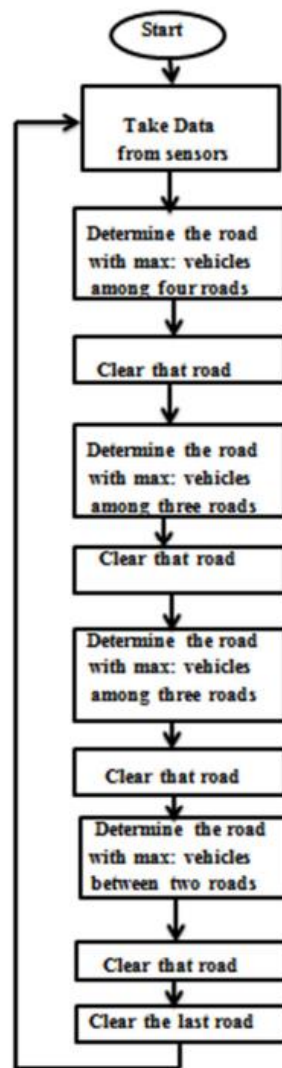 Start
Take Data
from sensors
Determine the road
with max: vehicles
among four roads
Clear that road
Determine the road
with max: vehicles
among three roads
Clear that road
Determine the road
with max: vehicles
among three roads
Clear that road
Determine the road
with max: vehicles
between two roads
Clear that road
Clear the last road